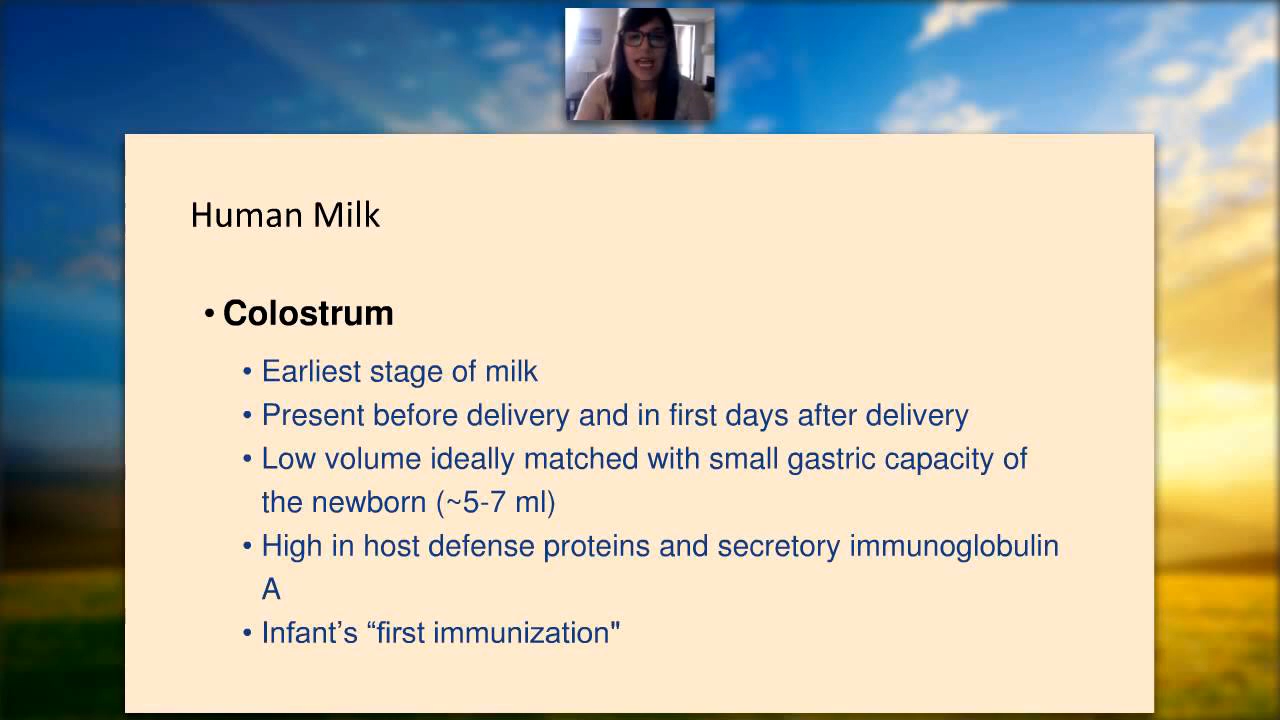 Human Milk
• Colostrum
• Earliest stage of milk
• Present before delivery and in first days after delivery
• Low volume ideally matched with small gastric capacity of
the newborn (~5-7 ml)
• High in host defense proteins and secretory immunoglobulin
A
• Infant’s “first immunization"